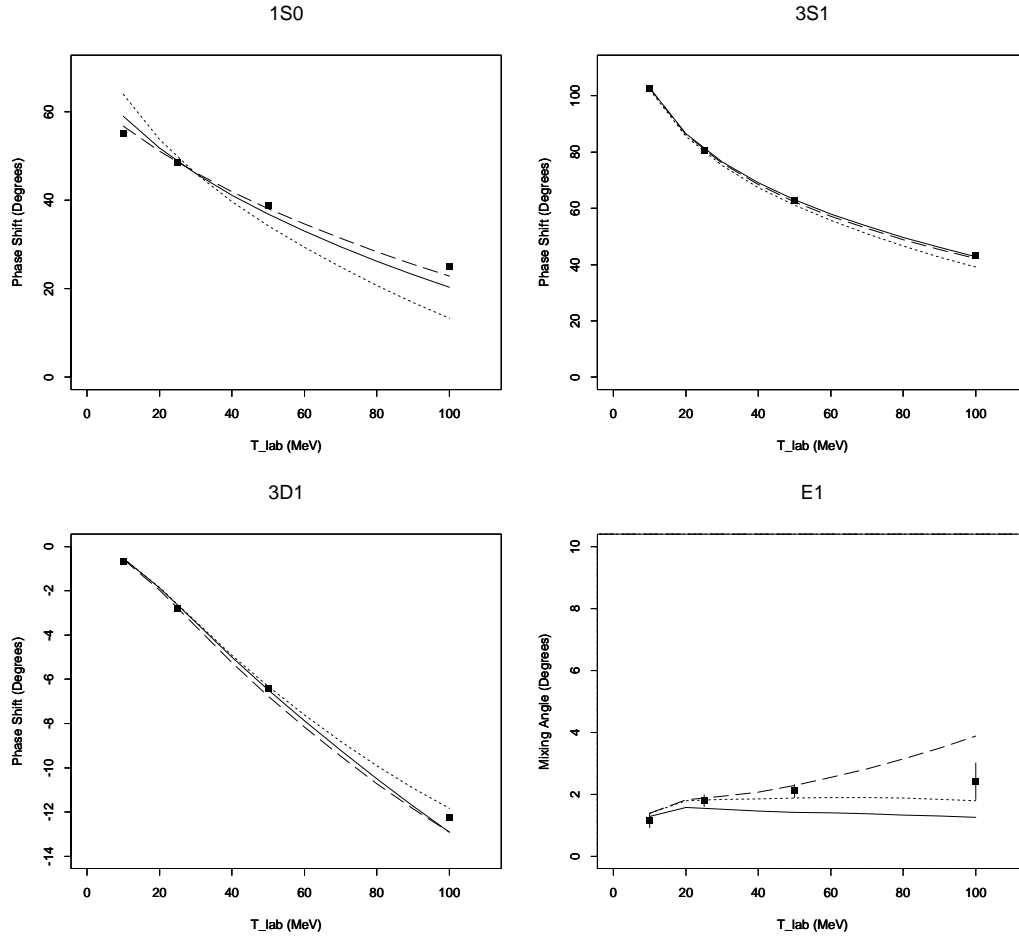 1S0
Phase Shift (Degrees)
0 20 40 60
0 20 40 60 80 100
T_lab (MeV)
3S1
Phase Shift (Degrees)
0 20 40 60 80 100
0 20 40 60 80 100
T_lab (MeV)
3D1
Phase Shift (Degrees)
-14 -12 -10 -8 -6 -4 -2 0
0 20 40 60 80 100
T_lab (MeV)
E1
Mixing Angle (Degrees)
0 2 4 6 8 10
0 20 40 60 80 100
T_lab (MeV)